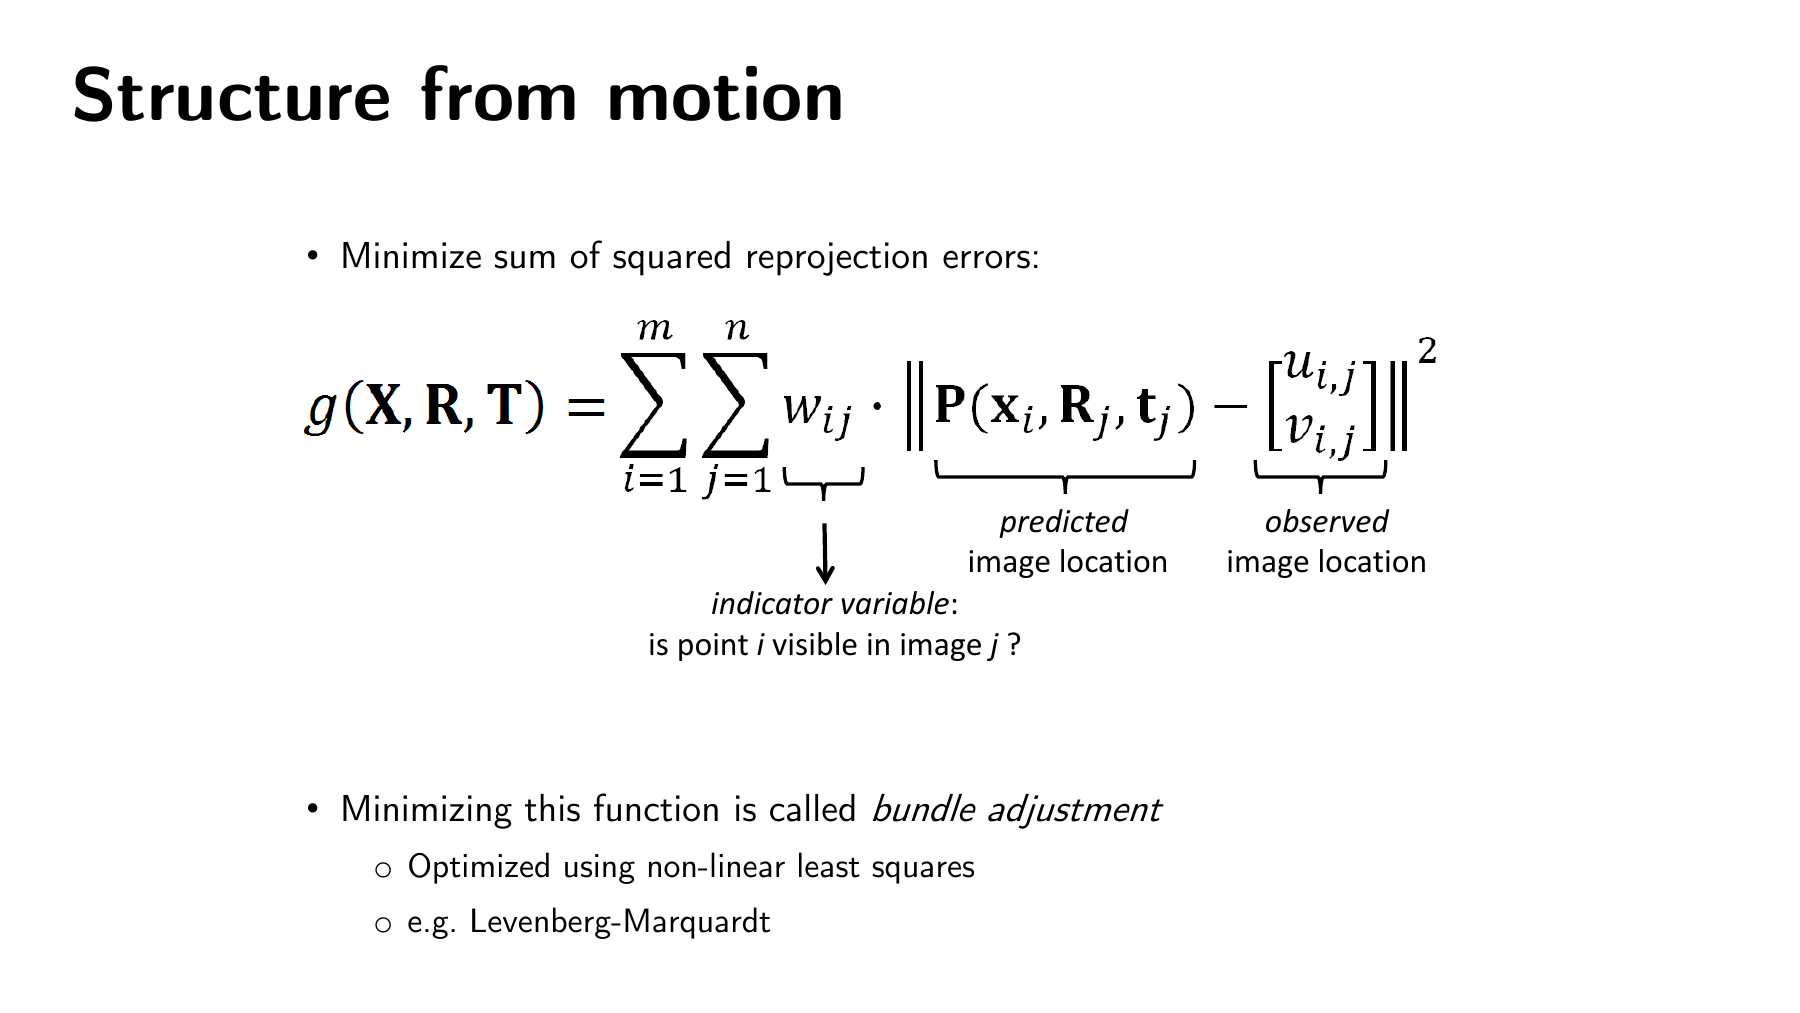 Structure from motion
• Minimize sum of squared reprojection errors:
g(X, R, T) = ∑_{i=1}^{m} ∑_{j=1}^{n} w_{ij} · ‖P(x_i, R_j, t_j) − [u_{i,j} v_{i,j}]‖^2
predicted image location
observed image location
indicator variable:
is point i visible in image j ?
• Minimizing this function is called bundle adjustment
○ Optimized using non-linear least squares
○ e.g. Levenberg-Marquardt